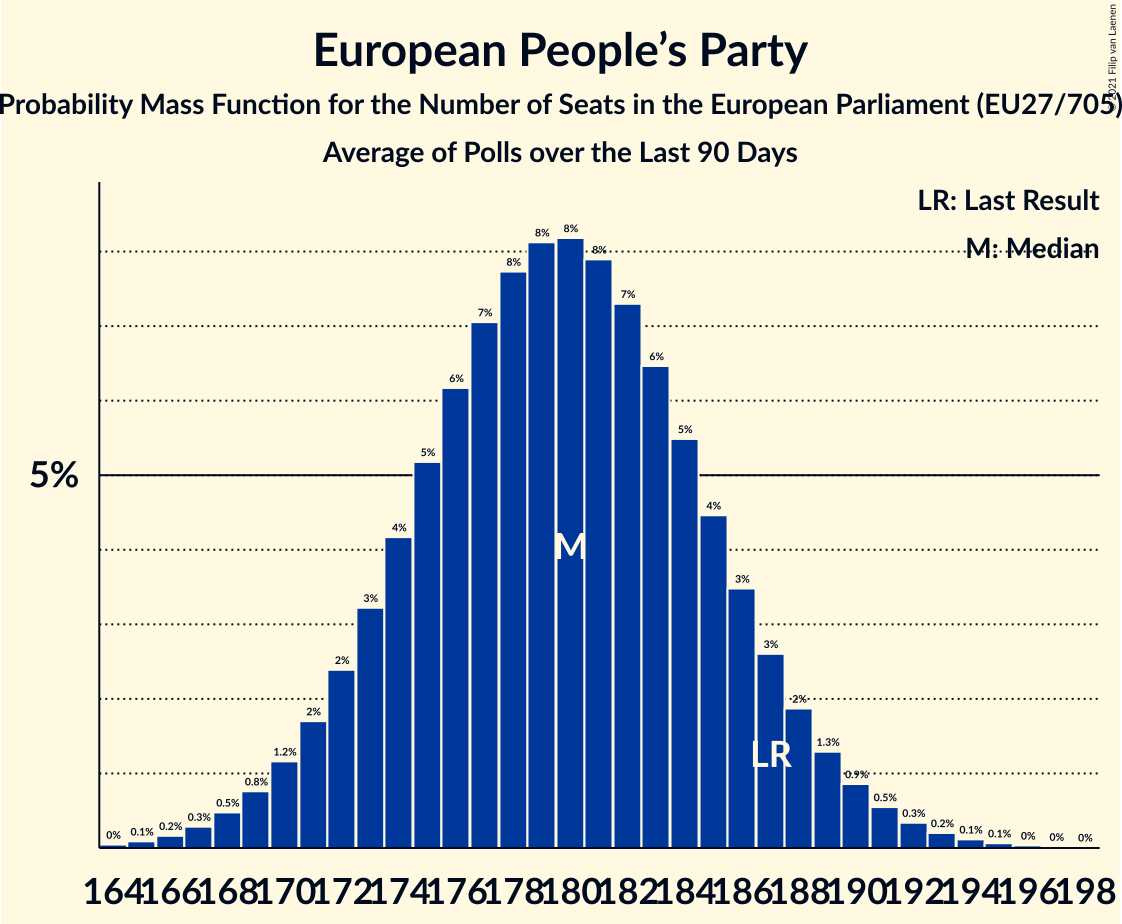 European People’s Party
Probability Mass Function for the Number of Seats in the European Parliament (EU27/705)
Average of Polls over the Last 90 Days
© 2021 Filip van Laenen
LR: Last Result
M: Median
5%
0% 0.1% 0.2% 0.3% 0.5% 0.8% 1.2% 2% 2% 3% 4% 5% 6% 7% 8% 8% 8% 8% 7% 6% 5% 4% 3% 3% 2% 1.3% 0.9% 0.5% 0.3% 0.2% 0.1% 0.1% 0% 0% 0%
M
LR
164 166 168 170 172 174 176 178 180 182 184 186 188 190 192 194 196 198